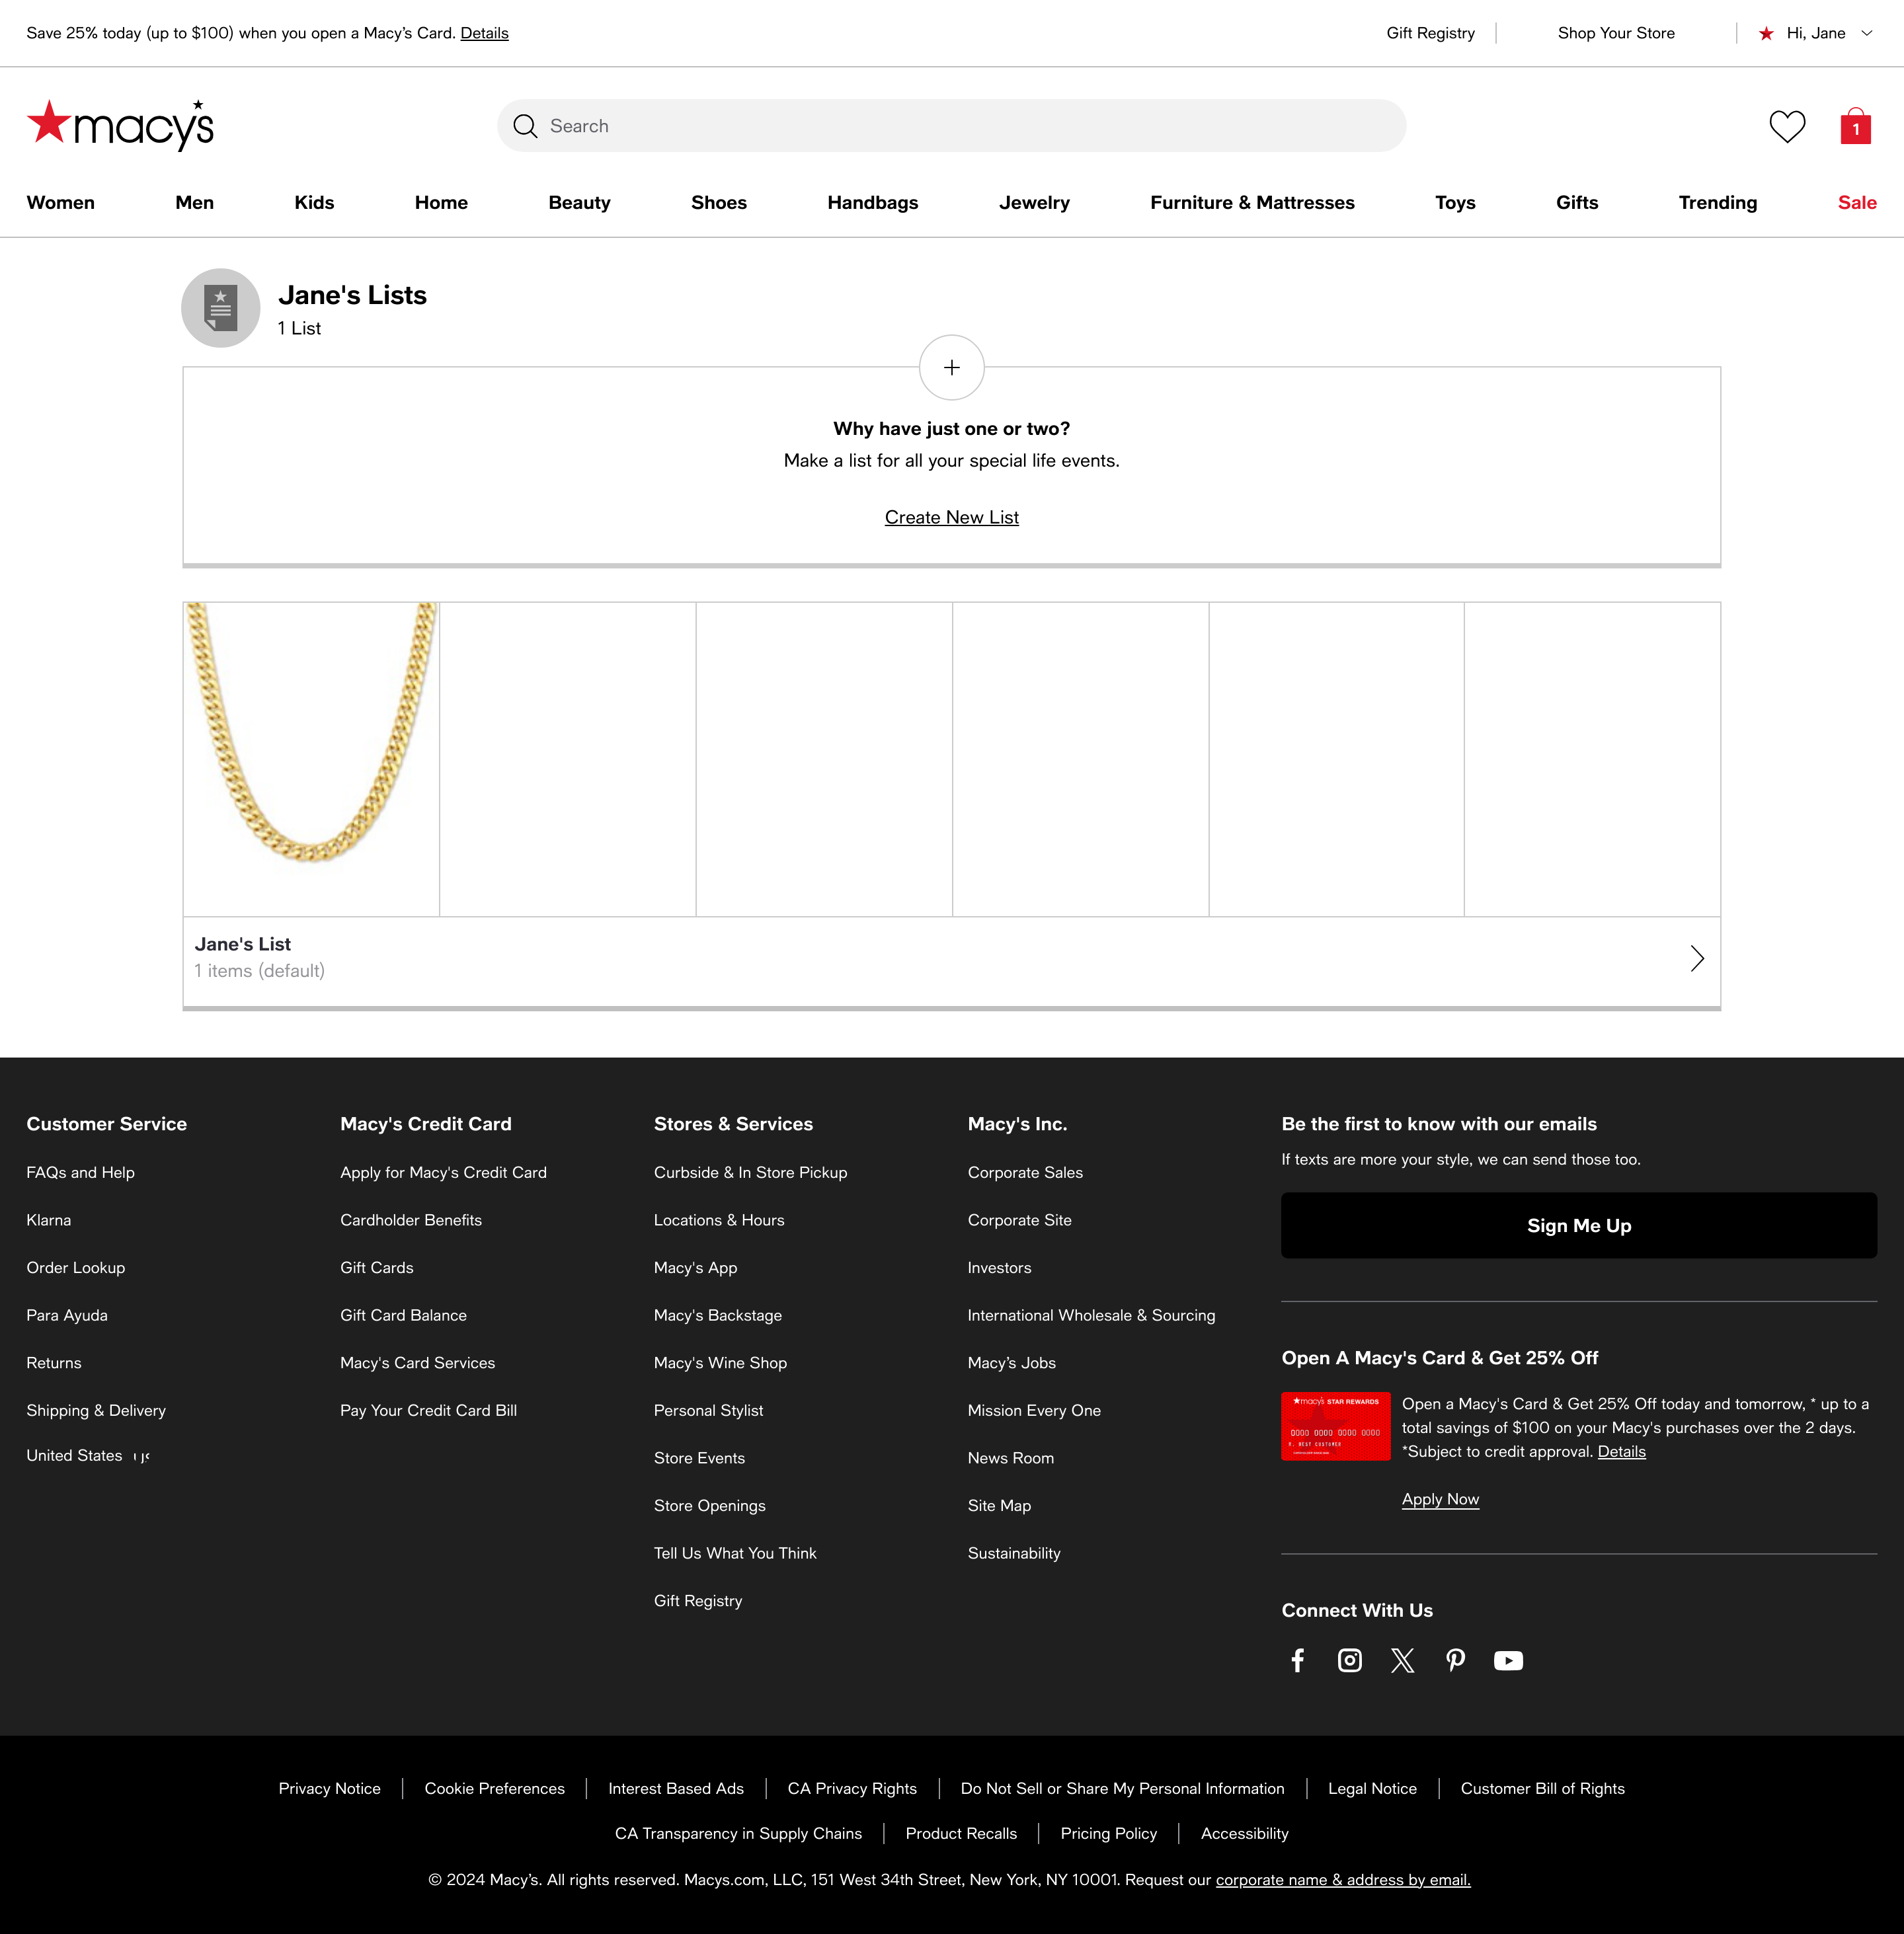 Save 25% today (up to $100) when you open a Macy’s Card. Details
Gift Registry
Shop Your Store
Hi, Jane
macys
Search
1
Women
Men
Kids
Home
Beauty
Shoes
Handbags
Jewelry
Furniture & Mattresses
Toys
Gifts
Trending
Sale
Jane's Lists
1 List
Why have just one or two?
Make a list for all your special life events.
Create New List
Jane's List
1 items (default)
Customer Service
FAQs and Help
Klarna
Order Lookup
Para Ayuda
Returns
Shipping & Delivery
United States
Macy's Credit Card
Apply for Macy's Credit Card
Cardholder Benefits
Gift Cards
Gift Card Balance
Macy's Card Services
Pay Your Credit Card Bill
Stores & Services
Curbside & In Store Pickup
Locations & Hours
Macy's App
Macy's Backstage
Macy's Wine Shop
Personal Stylist
Store Events
Store Openings
Tell Us What You Think
Gift Registry
Macy's Inc.
Corporate Sales
Corporate Site
Investors
International Wholesale & Sourcing
Macy’s Jobs
Mission Every One
News Room
Site Map
Sustainability
Be the first to know with our emails
If texts are more your style, we can send those too.
Sign Me Up
Open A Macy's Card & Get 25% Off
macy's STAR REWARDS
0000 0000 0000 0000
Open a Macy's Card & Get 25% Off today and tomorrow, * up to a
total savings of $100 on your Macy's purchases over the 2 days.
*Subject to credit approval. Details
Apply Now
Connect With Us
Privacy Notice
Cookie Preferences
Interest Based Ads
CA Privacy Rights
Do Not Sell or Share My Personal Information
Legal Notice
Customer Bill of Rights
CA Transparency in Supply Chains
Product Recalls
Pricing Policy
Accessibility
© 2024 Macy’s. All rights reserved. Macys.com, LLC, 151 West 34th Street, New York, NY 10001. Request our corporate name & address by email.